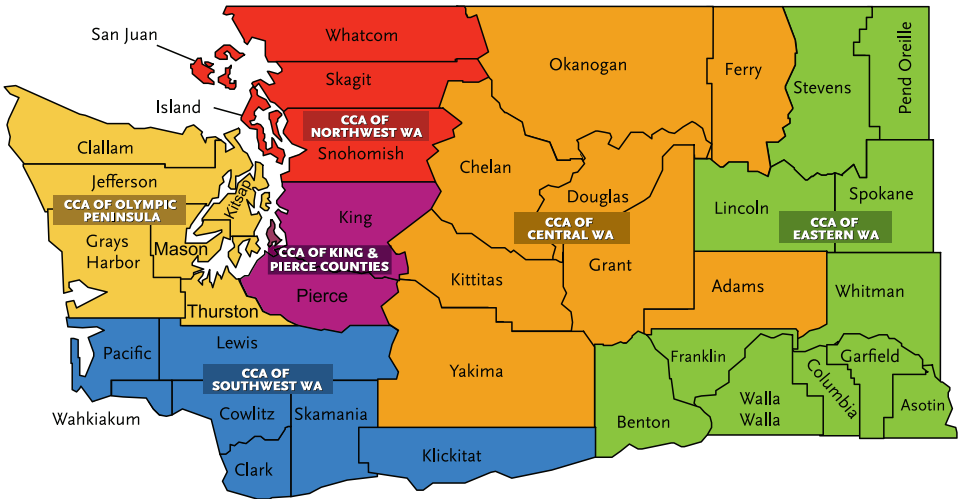 San Juan
Whatcom
Okanogan
Ferry
Stevens
Pend Oreille
Skagit
Island
CCA OF
NORTHWEST WA
Snohomish
Clallam
Chelan
Jefferson
Kitsap
Douglas
Lincoln
Spokane
CCA OF OLYMPIC
PENINSULA
King
CCA OF
CENTRAL WA
CCA OF
EASTERN WA
Grays
Harbor
Mason
CCA OF KING &
PIERCE COUNTIES
Kittitas
Grant
Adams
Whitman
Pierce
Thurston
Pacific
Lewis
Franklin
Garfield
Columbia
CCA OF
SOUTHWEST WA
Yakima
Walla
Walla
Asotin
Wahkiakum
Cowlitz
Skamania
Benton
Clark
Klickitat